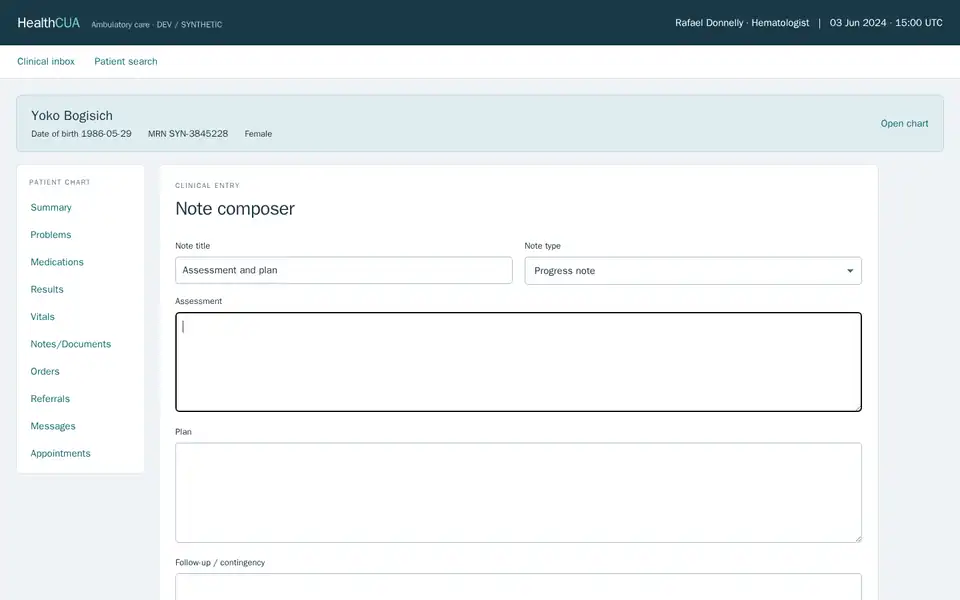 HealthCUA Ambulatory care · DEV / SYNTHETIC Rafael Donnelly · Hematologist | 03 Jun 2024 · 15:00 UTC
Clinical inbox Patient search
Yoko Bogisich
Date of birth 1986-05-29 MRN SYN-3845228 Female
Open chart
PATIENT CHART
Summary
Problems
Medications
Results
Vitals
Notes/Documents
Orders
Referrals
Messages
Appointments
CLINICAL ENTRY
Note composer
Note title Note type
Assessment and plan Progress note
Assessment
Plan
Follow-up / contingency